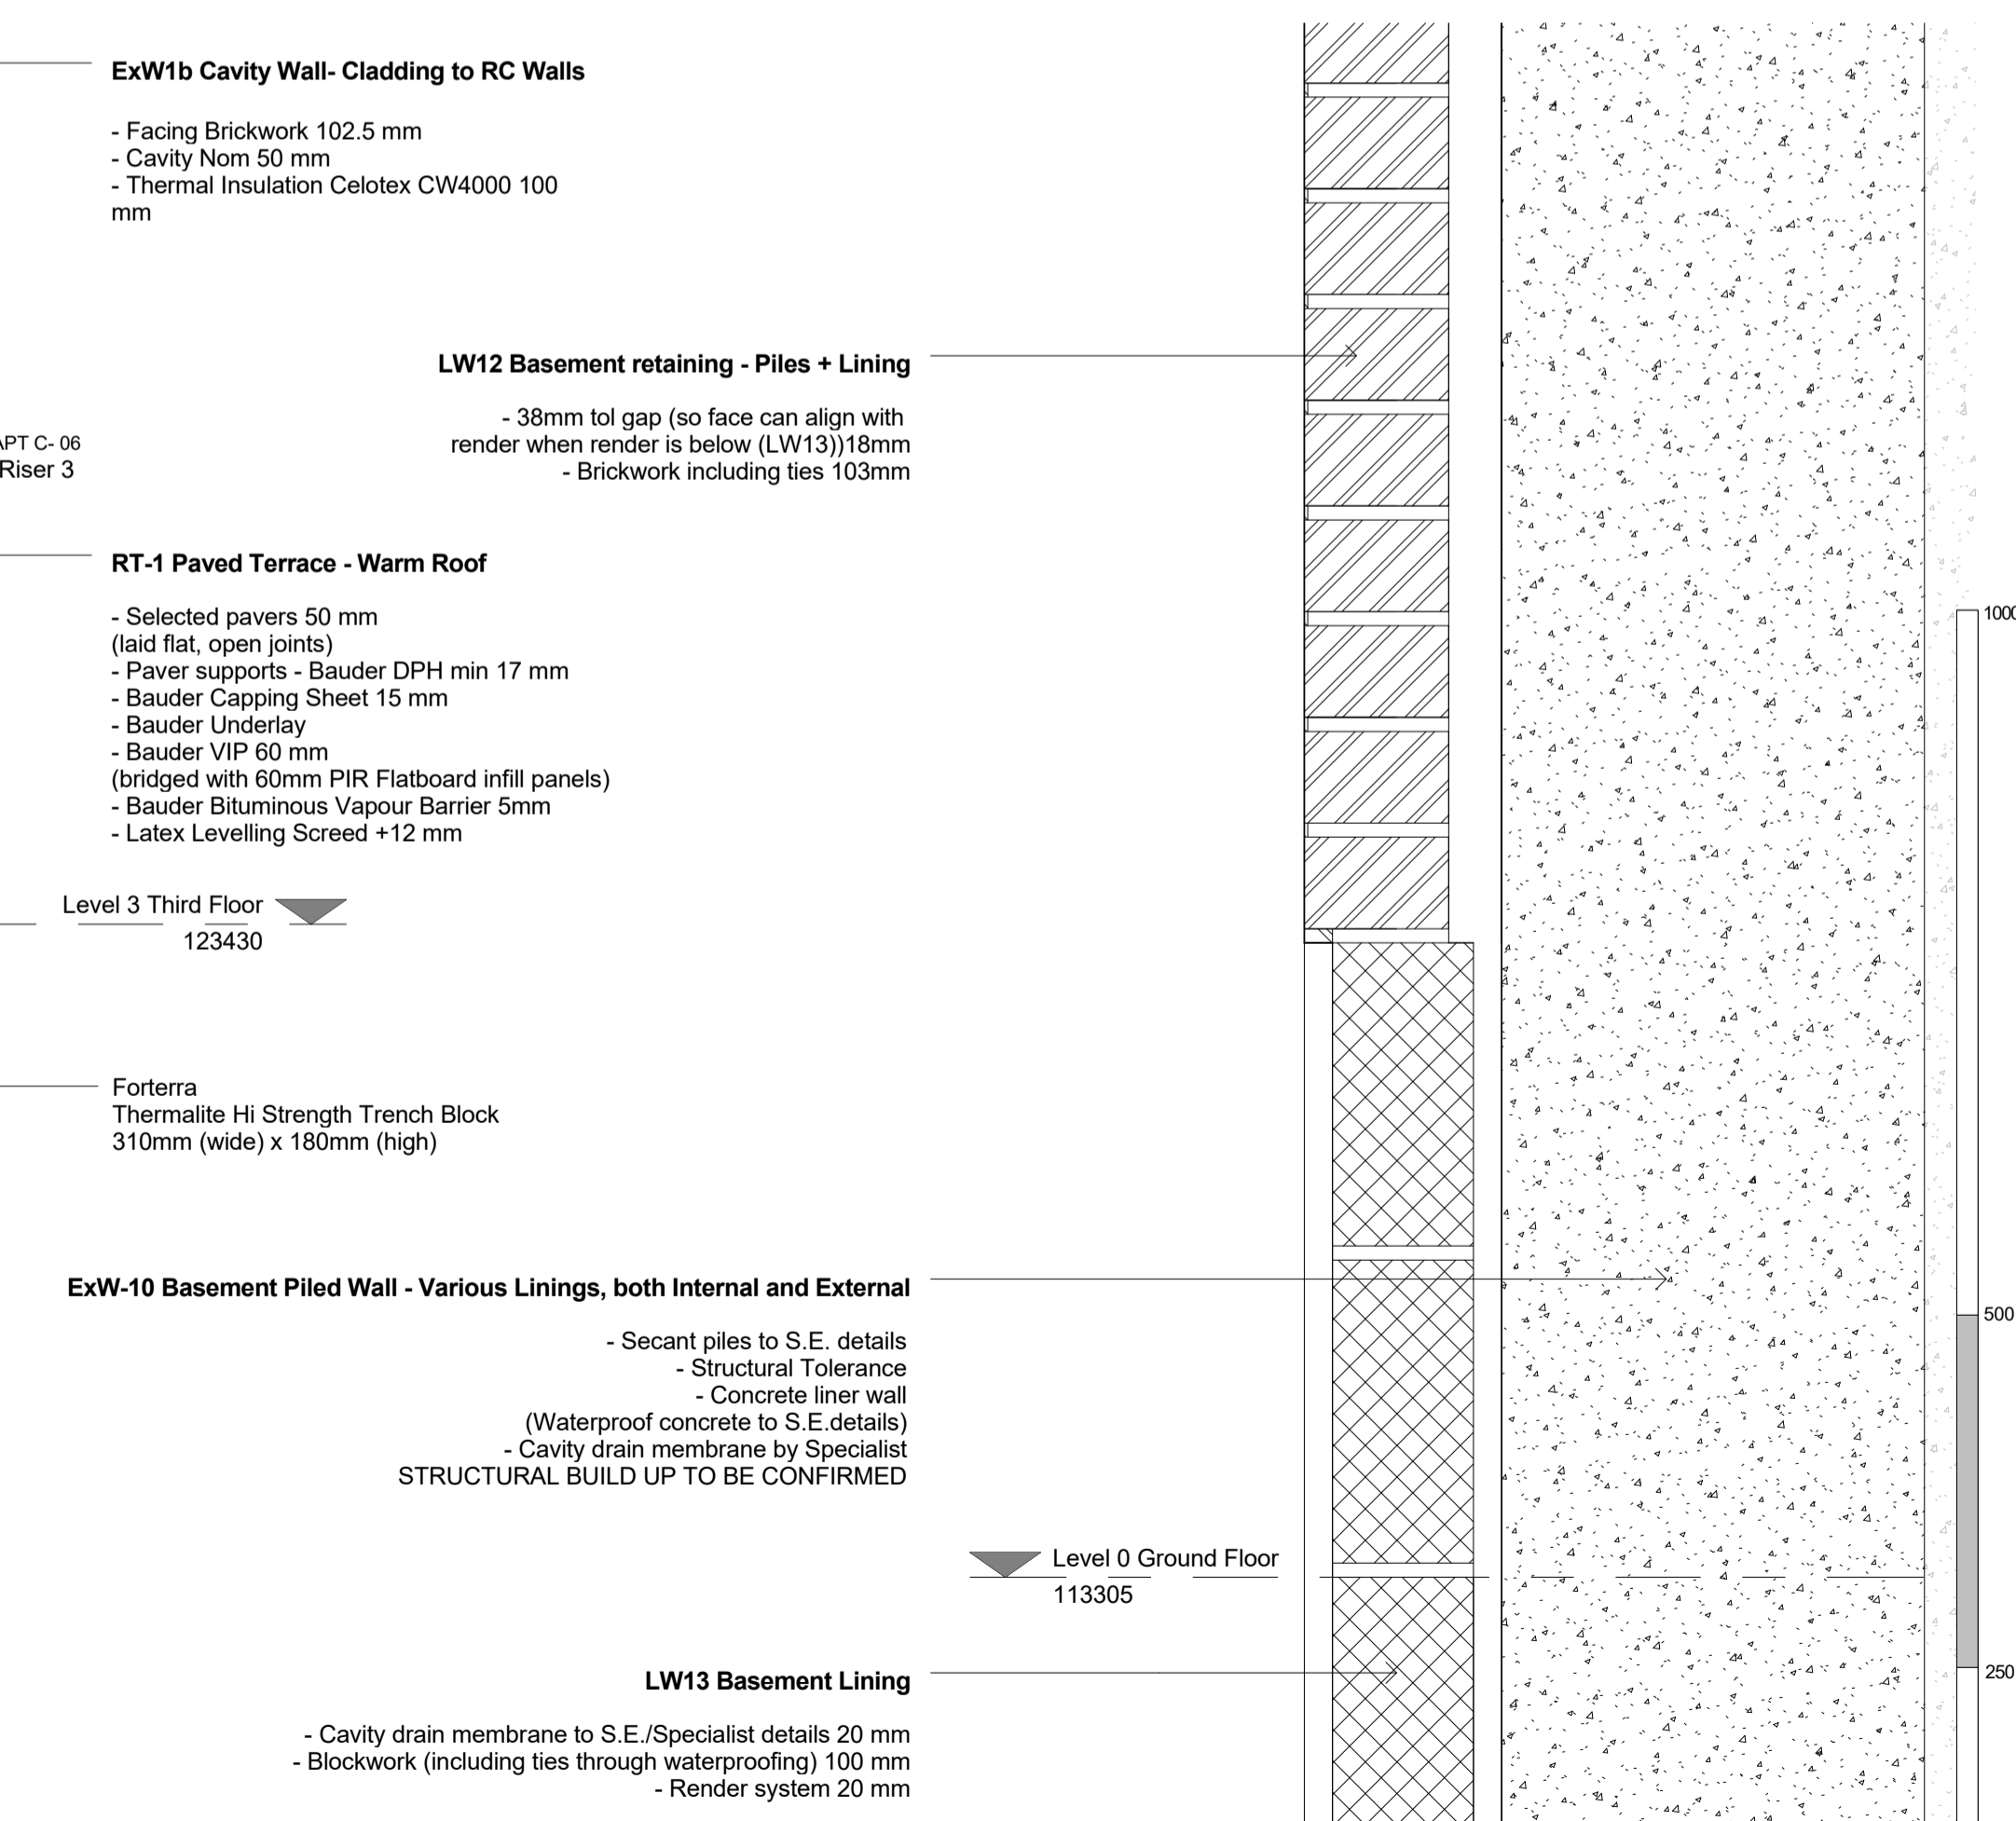 ExW1b Cavity Wall- Cladding to RC Walls
- Facing Brickwork 102.5 mm
- Cavity Nom 50 mm
- Thermal Insulation Celotex CW4000 100
mm
LW12 Basement retaining - Piles + Lining
- 38mm tol gap (so face can align with
render when render is below (LW13))18mm
- Brickwork including ties 103mm
APT C- 06
Riser 3
RT-1 Paved Terrace - Warm Roof
- Selected pavers 50 mm
(laid flat, open joints)
- Paver supports - Bauder DPH min 17 mm
- Bauder Capping Sheet 15 mm
- Bauder Underlay
- Bauder VIP 60 mm
(bridged with 60mm PIR Flatboard infill panels)
- Bauder Bituminous Vapour Barrier 5mm
- Latex Levelling Screed +12 mm
Level 3 Third Floor
123430
Forterra
Thermalite Hi Strength Trench Block
310mm (wide) x 180mm (high)
ExW-10 Basement Piled Wall - Various Linings, both Internal and External
- Secant piles to S.E. details
- Structural Tolerance
- Concrete liner wall
(Waterproof concrete to S.E.details)
- Cavity drain membrane by Specialist
STRUCTURAL BUILD UP TO BE CONFIRMED
Level 0 Ground Floor
113305
LW13 Basement Lining
- Cavity drain membrane to S.E./Specialist details 20 mm
- Blockwork (including ties through waterproofing) 100 mm
- Render system 20 mm
1000
500
250